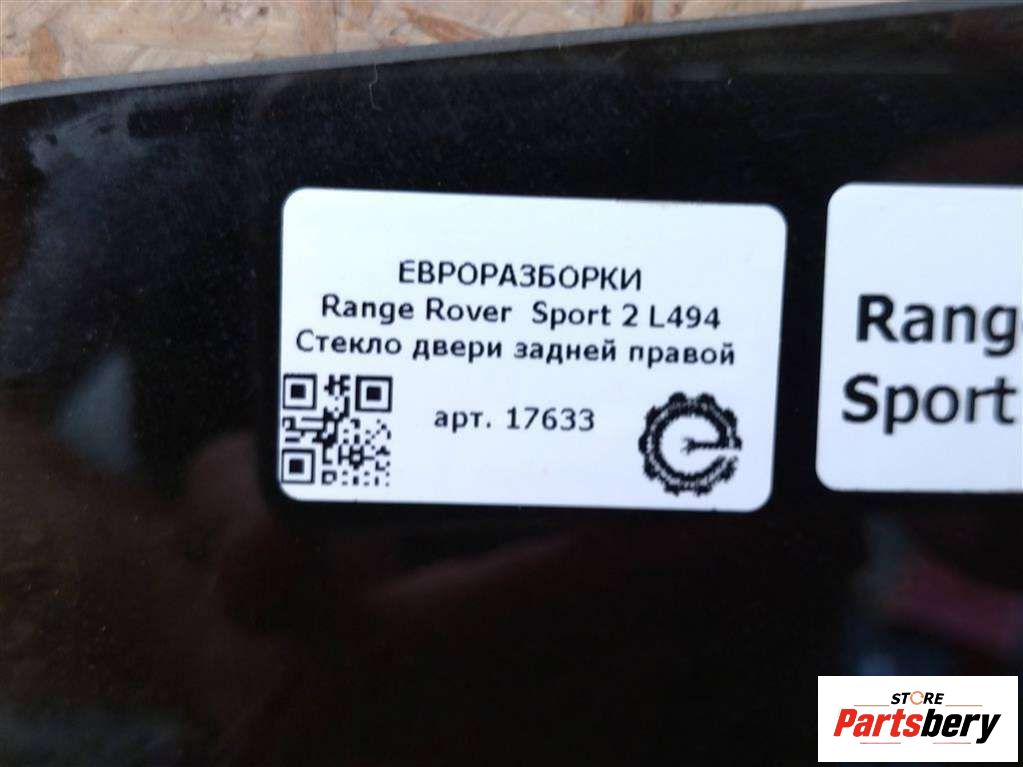 ЕВРОРАЗБОРКИ
Range Rover Sport 2 L494
Стекло двери задней правой
арт. 17633
Rang
Sport
STORE
Partsbery